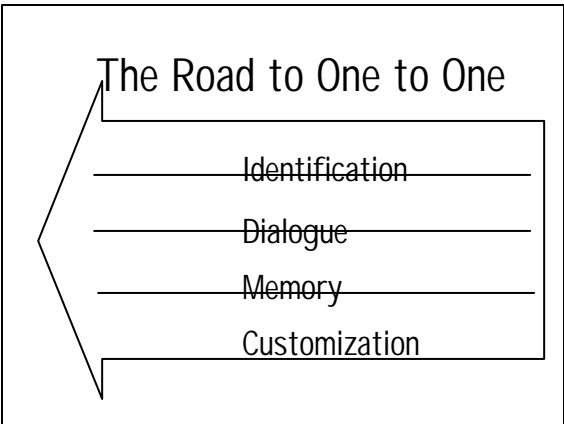 The Road to One to One
Identification
Dialogue
Memory
Customization